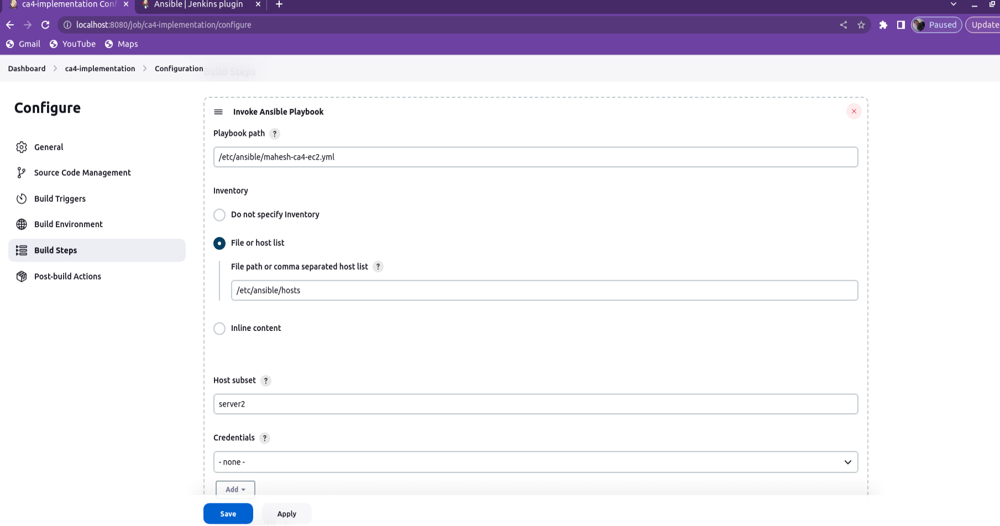 ca4-implementation Conf
Ansible | Jenkins plugin
localhost:8080/job/ca4-implementation/configure
Paused
Update
Gmail
YouTube
Maps
Dashboard
ca4-implementation
Configuration
Build Steps
Configure
General
Source Code Management
Build Triggers
Build Environment
Build Steps
Post-build Actions
Invoke Ansible Playbook
Playbook path ?
/etc/ansible/mahesh-ca4-ec2.yml
Inventory
Do not specify Inventory
File or host list
File path or comma separated host list ?
/etc/ansible/hosts
Inline content
Host subset ?
server2
Credentials ?
- none -
Add
Save
Apply